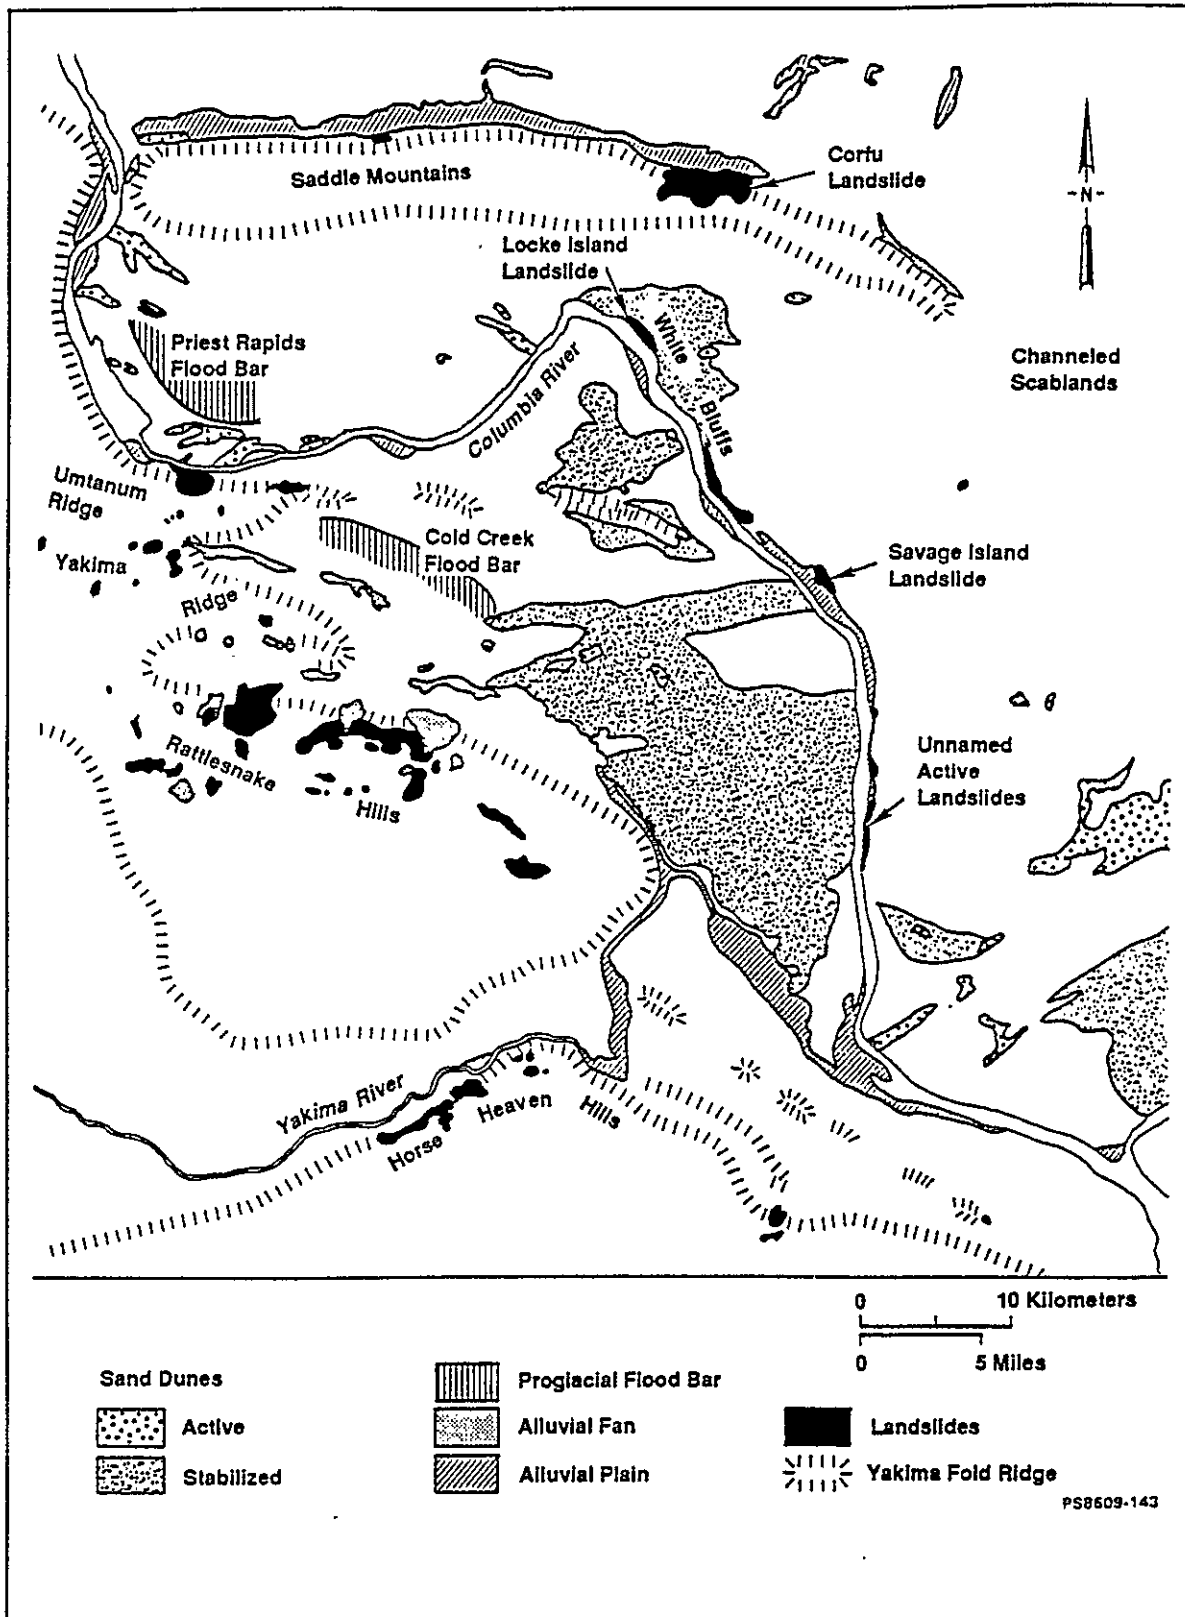 Saddle Mountains
Corfu
Landslide
-N-
Locke Island
Landslide
White
Bluffs
Priest Rapids
Flood Bar
Columbia River
Channeled
Scablands
Umtanum
Ridge
Yakima
Ridge
Cold Creek
Flood Bar
Savage Island
Landslide
Rattlesnake
Hills
Unnamed
Active
Landslides
Yakima River
Horse Heaven Hills
0 10 Kilometers
0 5 Miles
Sand Dunes
Active
Stabilized
Proglacial Flood Bar
Alluvial Fan
Alluvial Plain
Landslides
Yakima Fold Ridge
PS8609-143